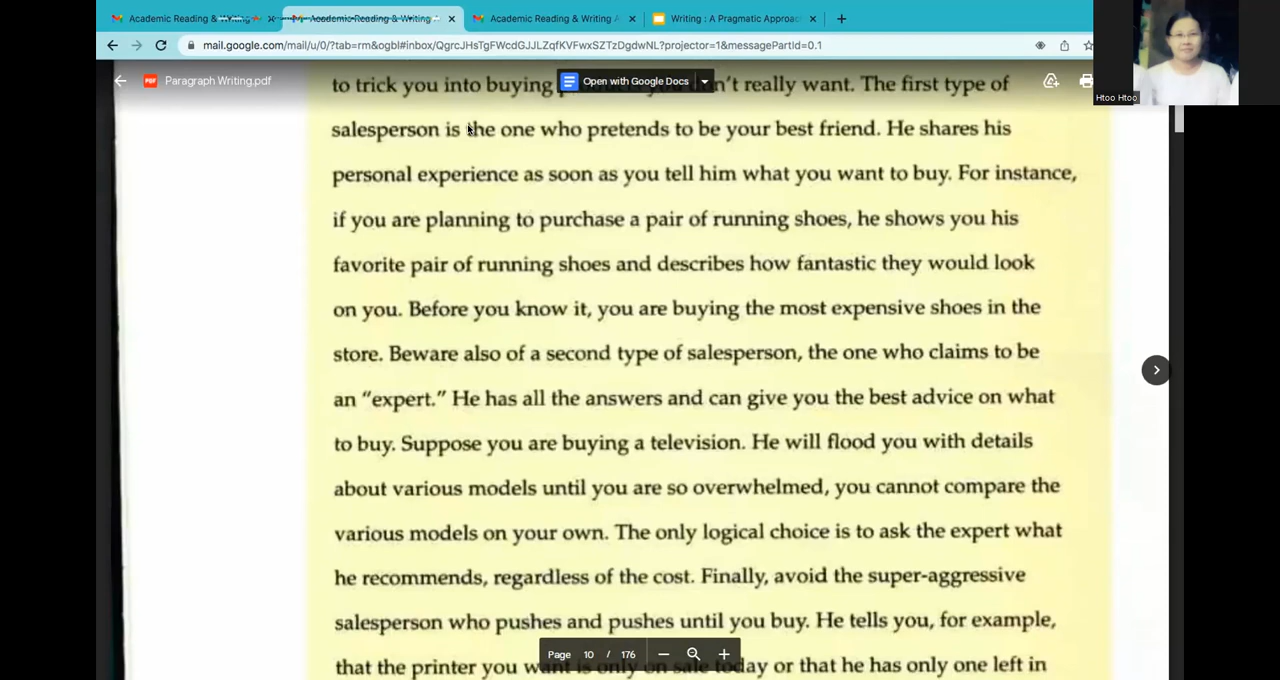 Academic Reading & Writing
Academic Reading & Writing
Academic Reading & Writing A
Writing : A Pragmatic Approac
mail.google.com/mail/u/0/?tab=rm&ogbl#inbox/QgrcJHsTgFWcdGJJLZqfKVFwxSZTzDgdwNL?projector=1&messagePartId=0.1
Htoo Htoo
Paragraph Writing.pdf
Open with Google Docs
to trick you into buying n't really want. The first type of
salesperson is the one who pretends to be your best friend. He shares his
personal experience as soon as you tell him what you want to buy. For instance,
if you are planning to purchase a pair of running shoes, he shows you his
favorite pair of running shoes and describes how fantastic they would look
on you. Before you know it, you are buying the most expensive shoes in the
store. Beware also of a second type of salesperson, the one who claims to be
an “expert.” He has all the answers and can give you the best advice on what
to buy. Suppose you are buying a television. He will flood you with details
about various models until you are so overwhelmed, you cannot compare the
various models on your own. The only logical choice is to ask the expert what
he recommends, regardless of the cost. Finally, avoid the super-aggressive
salesperson who pushes and pushes until you buy. He tells you, for example,
that the printer you want is only on sale today or that he has only one left in
Page 10 / 176